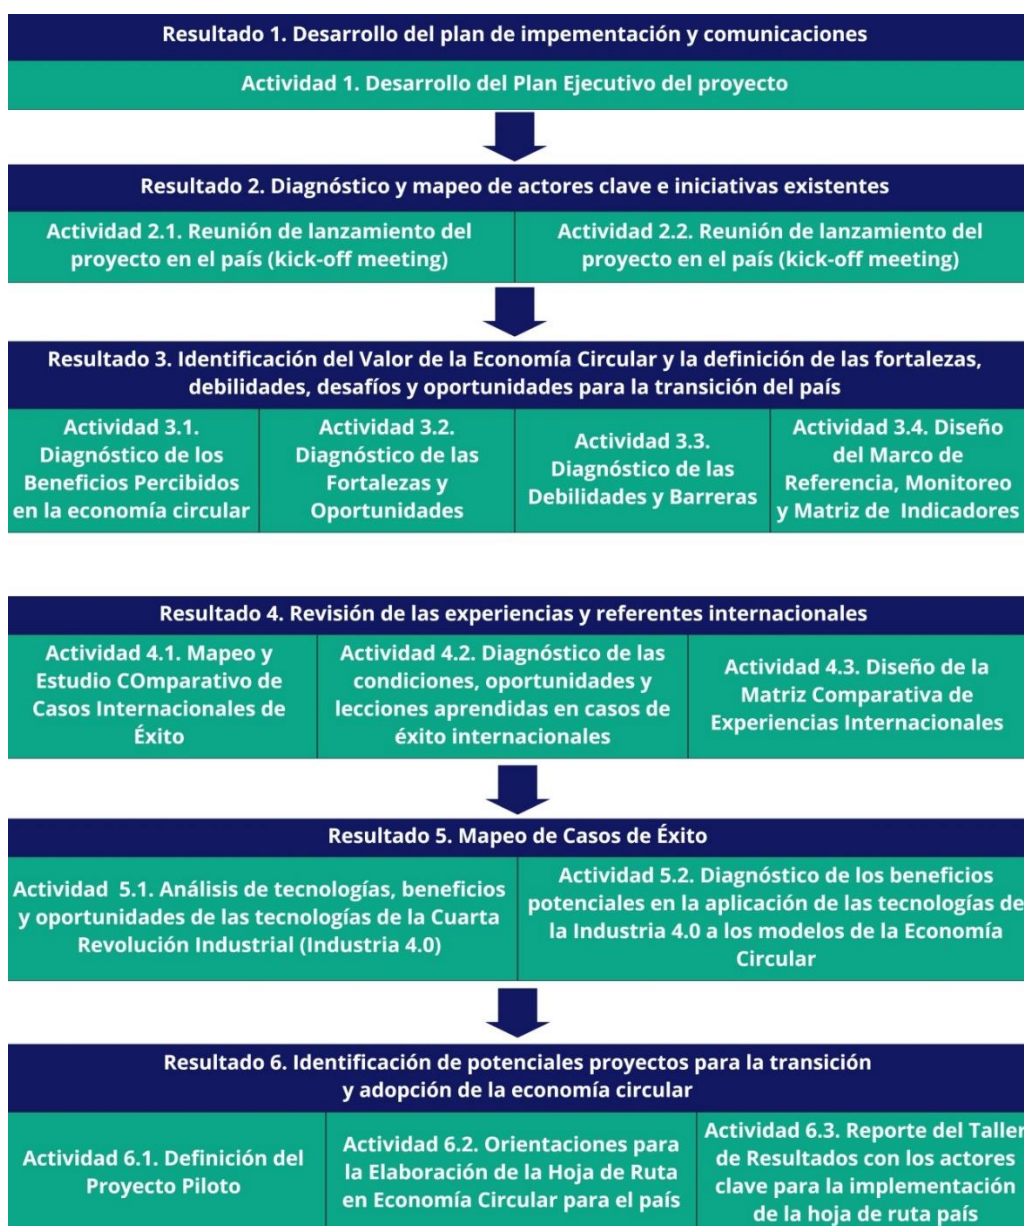 Resultado 1. Desarrollo del plan de impementación y comunicaciones
Actividad 1. Desarrollo del Plan Ejecutivo del proyecto
Resultado 2. Diagnóstico y mapeo de actores clave e iniciativas existentes
Actividad 2.1. Reunión de lanzamiento del
proyecto en el país (kick-off meeting)
Actividad 2.2. Reunión de lanzamiento del
proyecto en el país (kick-off meeting)
Resultado 3. Identificación del Valor de la Economía Circular y la definición de las fortalezas,
debilidades, desafíos y oportunidades para la transición del país
Actividad 3.1.
Diagnóstico de los
Beneficios Percibidos
en la economía circular
Actividad 3.2.
Diagnóstico de las
Fortalezas y
Oportunidades
Actividad 3.3.
Diagnóstico de las
Debilidades y Barreras
Actividad 3.4. Diseño
del Marco de
Referencia, Monitoreo
y Matriz de Indicadores
Resultado 4. Revisión de las experiencias y referentes internacionales
Actividad 4.1. Mapeo y
Estudio COmparativo de
Casos Internacionales de
Éxito
Actividad 4.2. Diagnóstico de las
condiciones, oportunidades y
lecciones aprendidas en casos de
éxito internacionales
Actividad 4.3. Diseño de la
Matriz Comparativa de
Experiencias Internacionales
Resultado 5. Mapeo de Casos de Éxito
Actividad 5.1. Análisis de tecnologías, beneficios
y oportunidades de las tecnologías de la Cuarta
Revolución Industrial (Industria 4.0)
Actividad 5.2. Diagnóstico de los beneficios
potenciales en la aplicación de las tecnologías de
la Industria 4.0 a los modelos de la Economía
Circular
Resultado 6. Identificación de potenciales proyectos para la transición
y adopción de la economía circular
Actividad 6.1. Definición del
Proyecto Piloto
Actividad 6.2. Orientaciones para
la Elaboración de la Hoja de Ruta
en Economía Circular para el país
Actividad 6.3. Reporte del Taller
de Resultados con los actores
clave para la implementación
de la hoja de ruta país